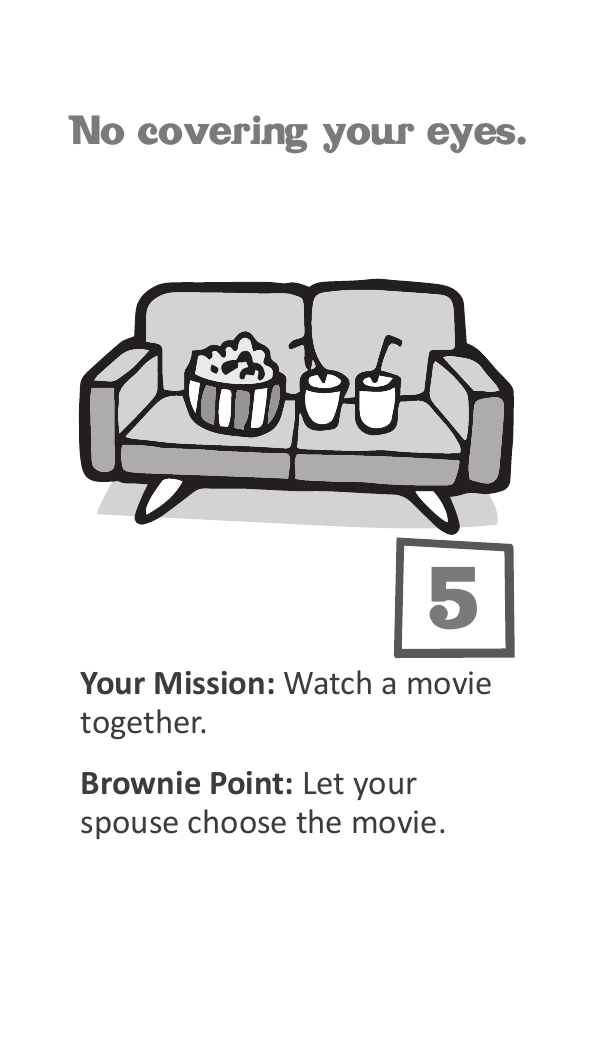 No covering your eyes.
5
Your Mission: Watch a movie
together.
Brownie Point: Let your
spouse choose the movie.